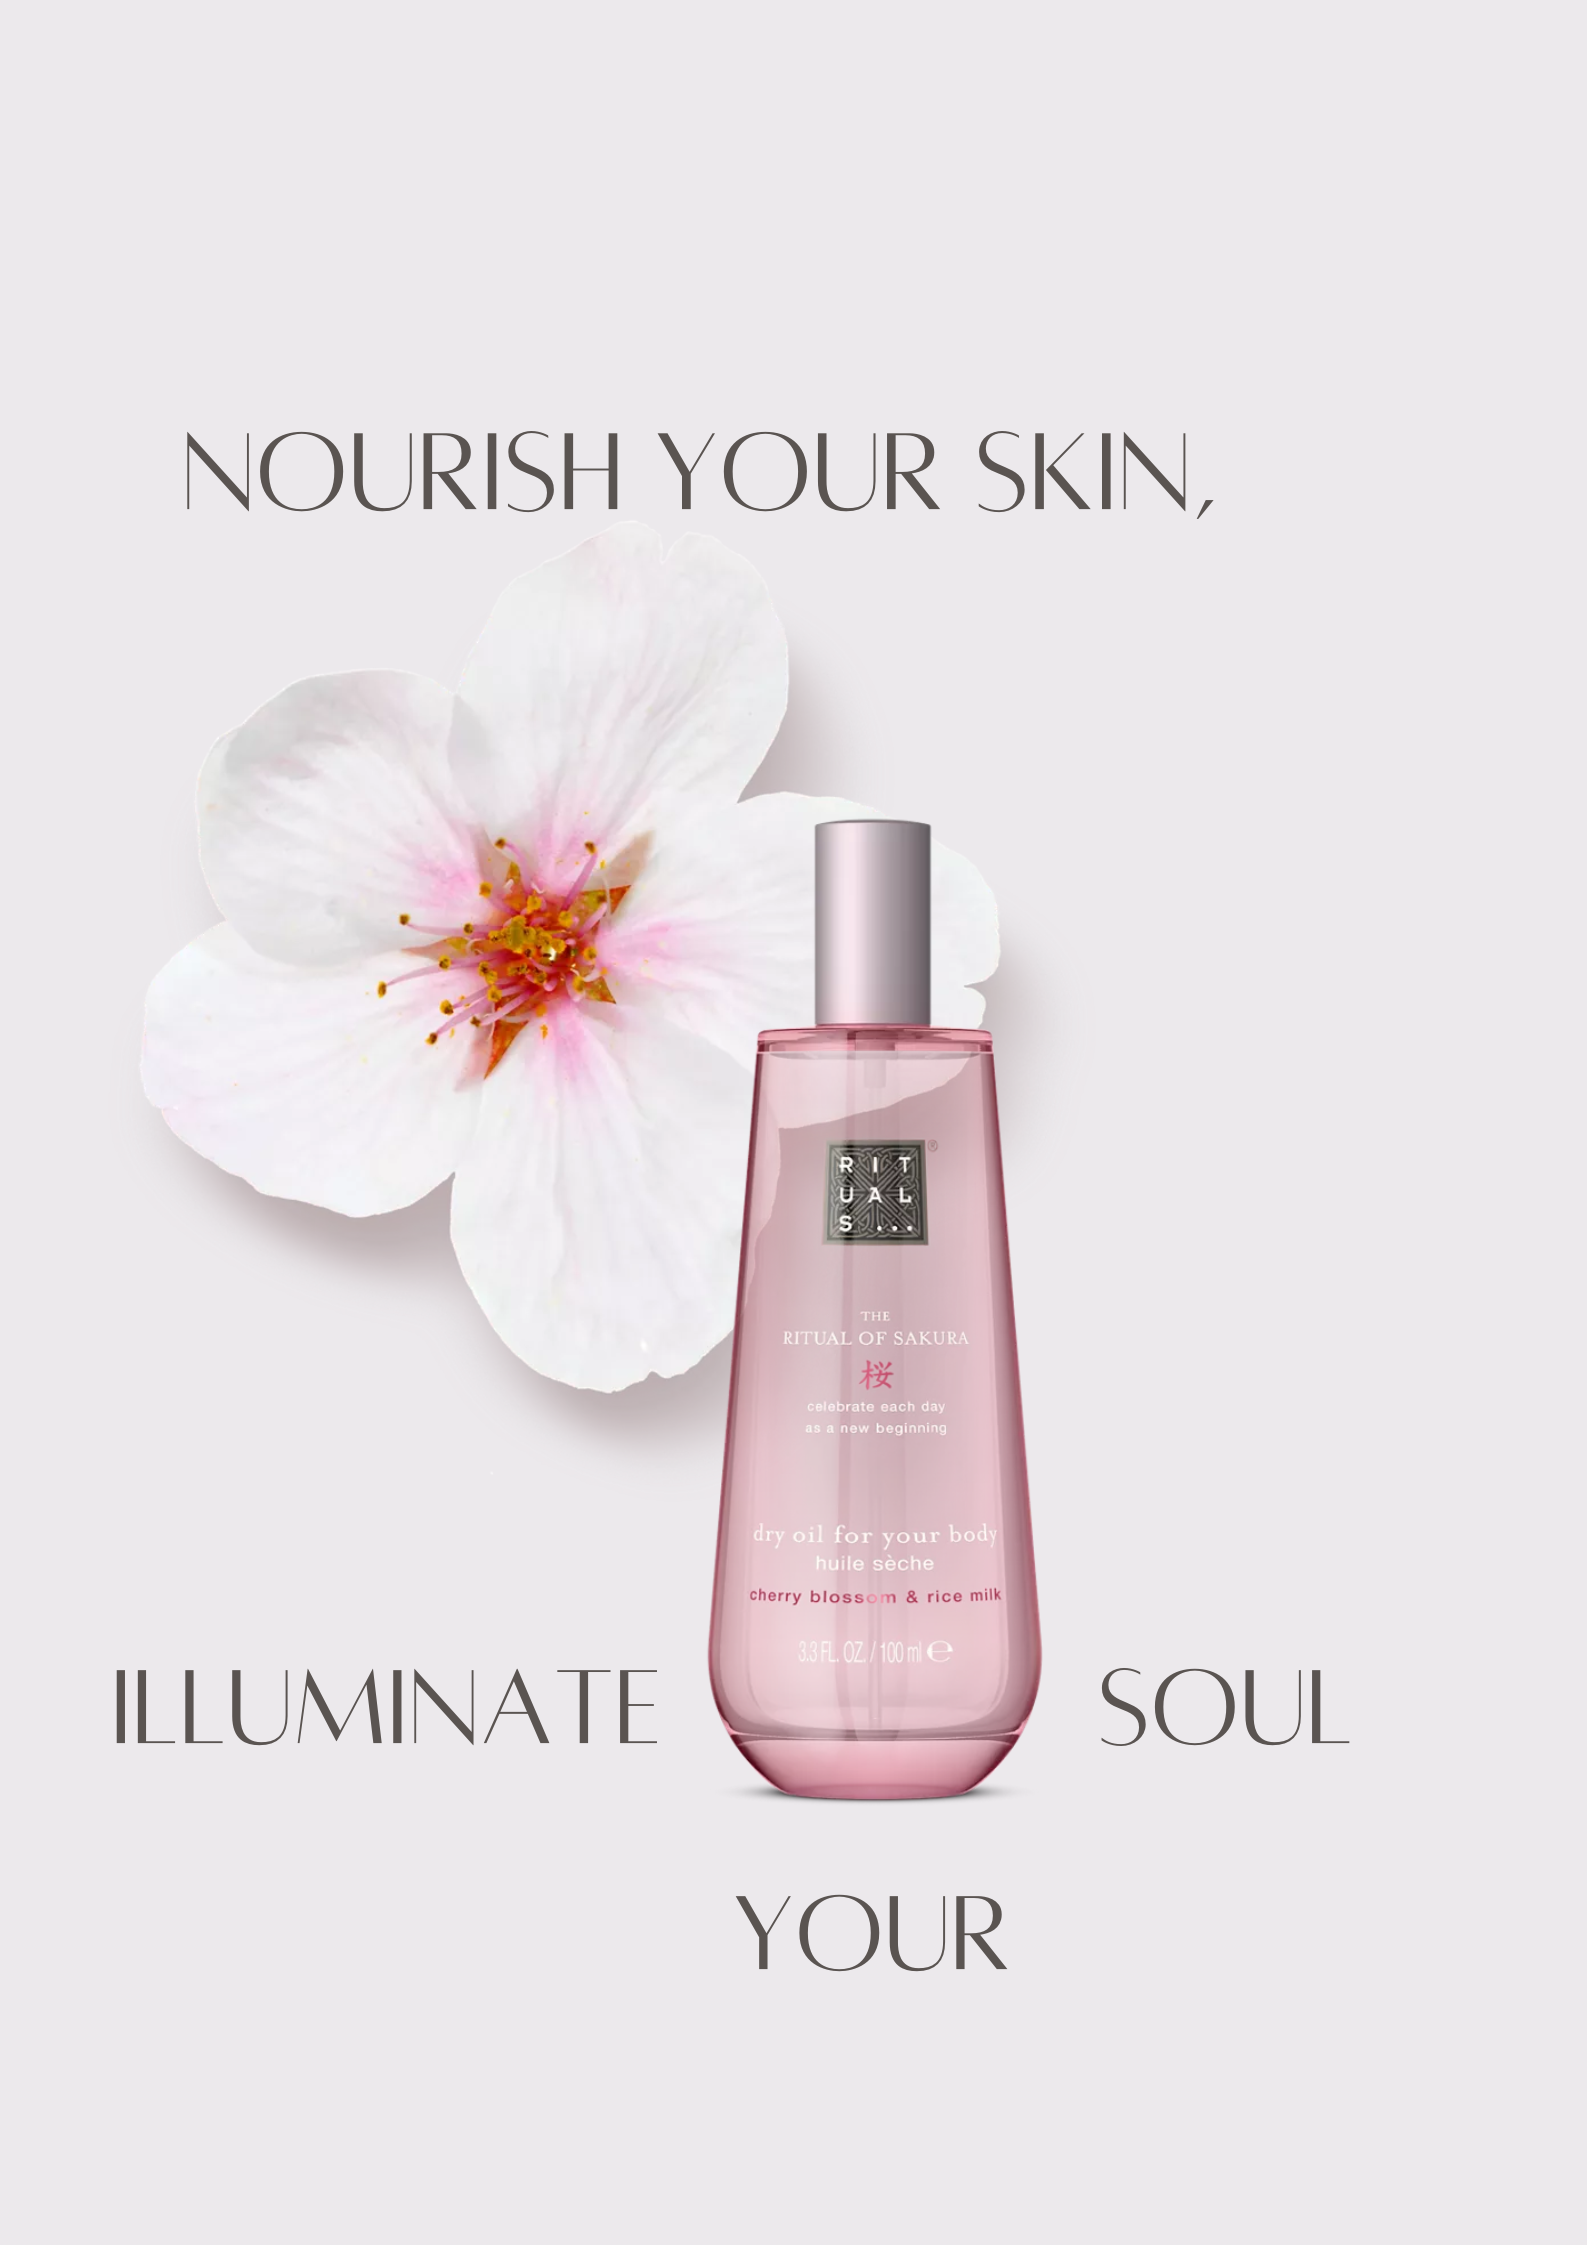 NOURISH YOUR SKIN,
R I T
U A L
S ...
®
THE
RITUAL OF SAKURA
桜
celebrate each day
as a new beginning
dry oil for your body
huile sèche
cherry blossom & rice milk
3.3 FL. OZ. / 100 ml ℮
ILLUMINATE SOUL
YOUR